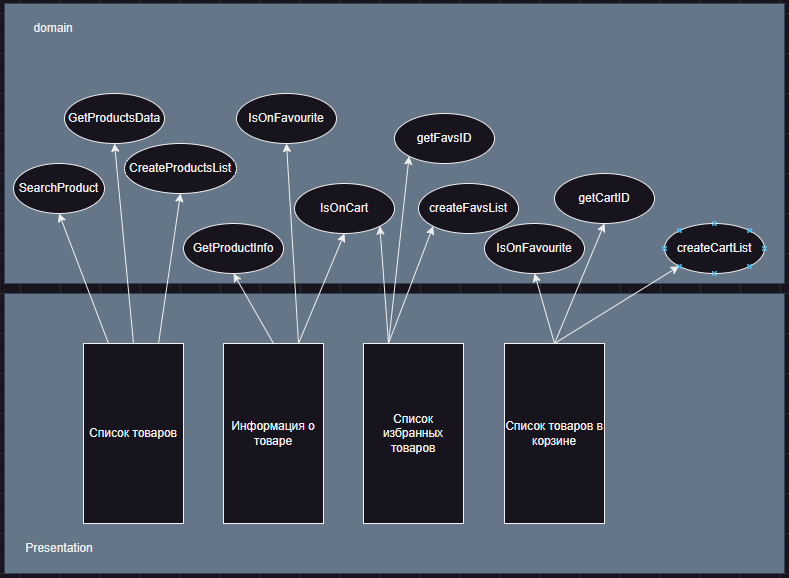 domain
GetProductsData
IsOnFavourite
getFavsID
CreateProductsList
SearchProduct
IsOnCart
createFavsList
getCartID
GetProductInfo
IsOnFavourite
createCartList
Список товаров
Информация о
товаре
Список
избранных
товаров
Список товаров в
корзине
Presentation